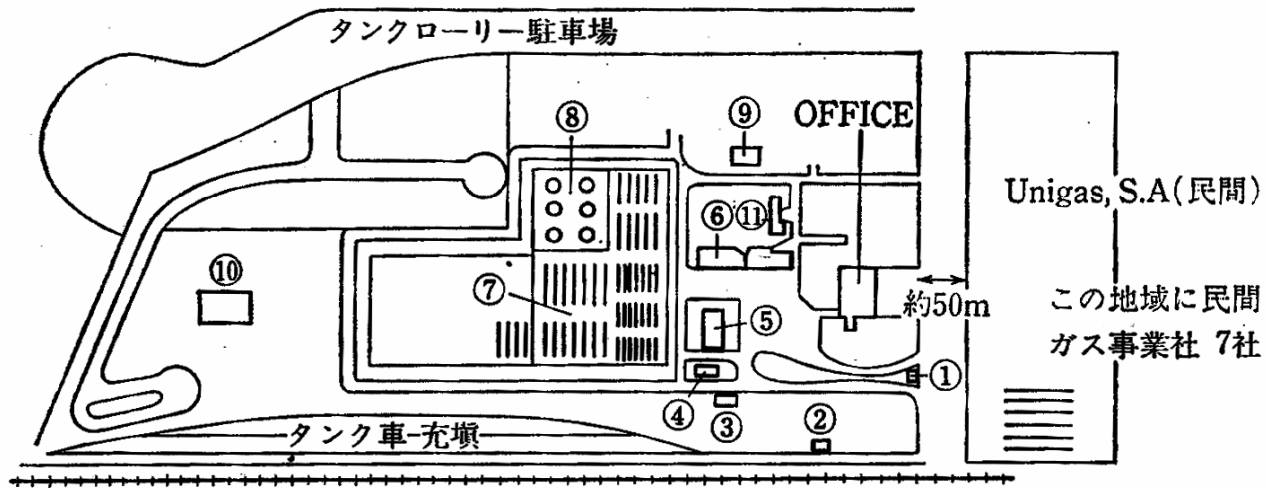 タンクローリー駐車場
⑧
⑨
OFFICE
Unigas, S.A(民間)
⑥
⑪
⑩
⑦
約50m
この地域に民間
⑤
ガス事業社 7社
①
④
③
②
タンク車-充塡